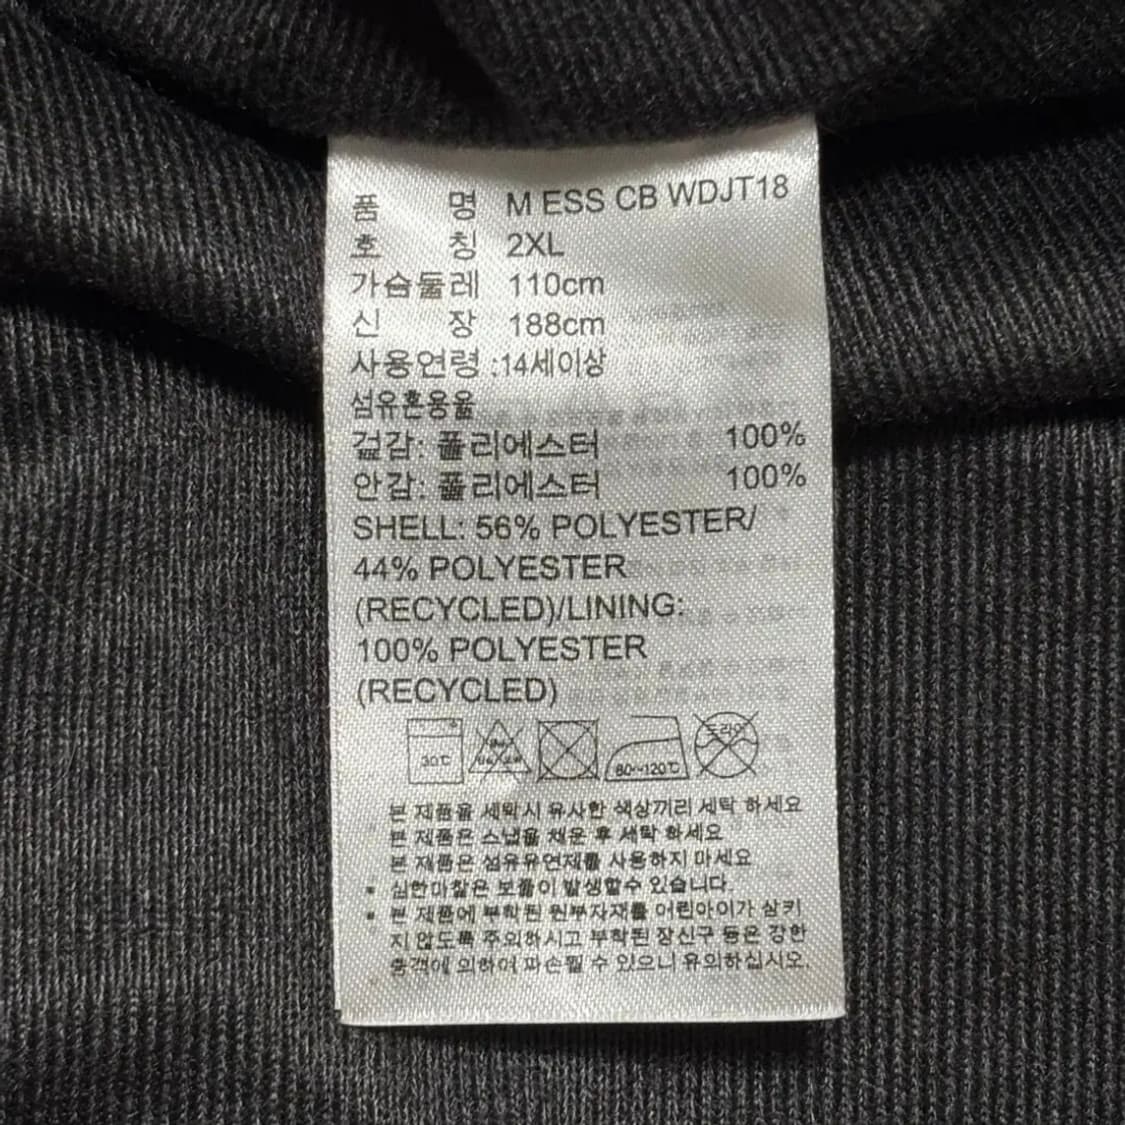 품 명 M ESS CB WDJT18
호 칭 2XL
가슴둘레 110cm
신 장 188cm
사용연령 :14세이상
섬유혼용율
겉감: 폴리에스터 100%
안감: 폴리에스터 100%
SHELL: 56% POLYESTER/
44% POLYESTER
(RECYCLED)/LINING:
100% POLYESTER
(RECYCLED)
30℃ 80~120℃ 드라이
본 제품을 세탁시 유사한 색상끼리 세탁 하세요
본 제품은 스냅을 채운 후 세탁 하세요
본 제품은 섬유유연제를 사용하지 마세요
• 심한마찰은 보풀이 발생할수 있습니다.
• 본 제품에 부착된 원부자재를 어린아이가 삼키
지 않도록 주의하시고 부착된 장신구 등은 강한
충격에 의하여 파손될 수 있으니 유의하십시오.